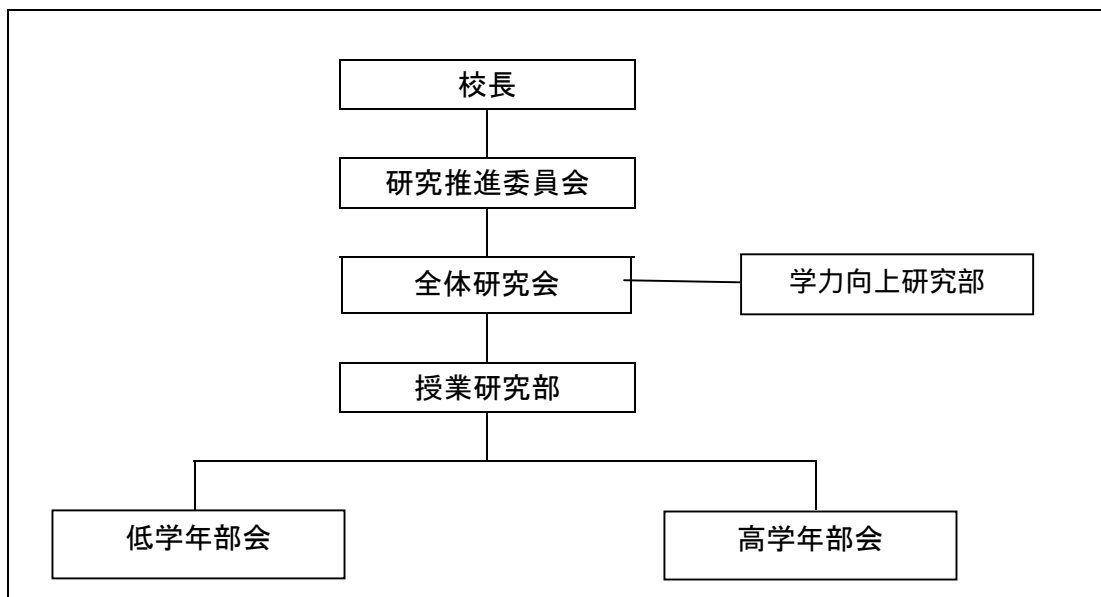 校長
研究推進委員会
全体研究会
学力向上研究部
授業研究部
低学年部会
高学年部会